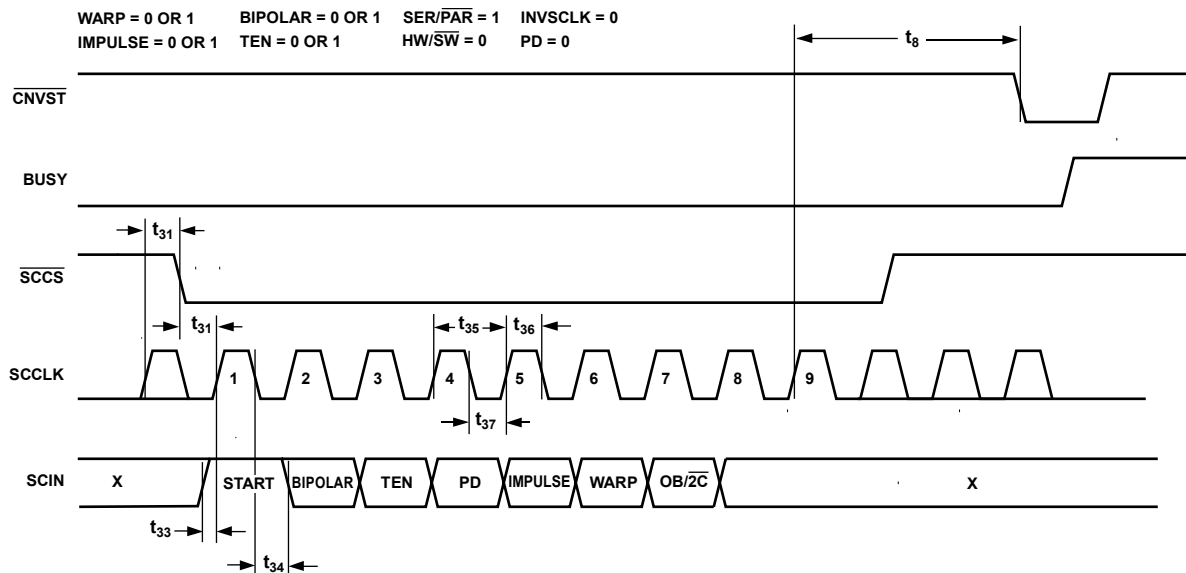 WARP = 0 OR 1 BIPOLAR = 0 OR 1 SER/PAR = 1 INVSCLK = 0
IMPULSE = 0 OR 1 TEN = 0 OR 1 HW/SW = 0 PD = 0
t8
CNVST
BUSY
t31
SCCS
t31 t35 t36
SCCLK 1 2 3 4 5 6 7 8 9
t37
SCIN X START BIPOLAR TEN PD IMPULSE WARP OB/2C X
t33
t34